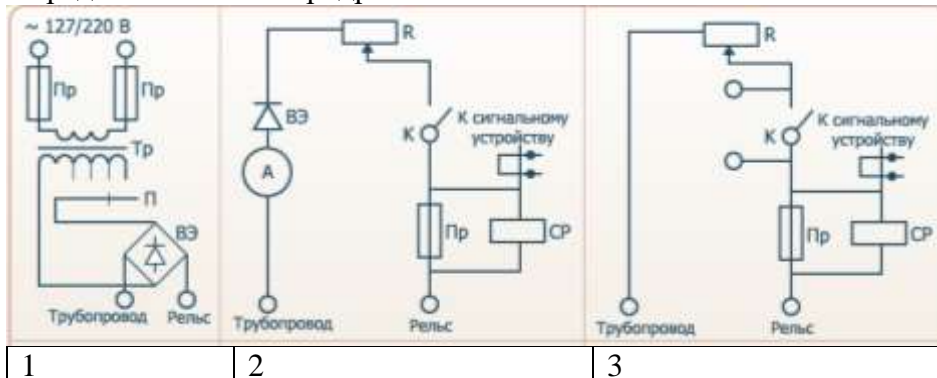 ~ 127/220 В
Пр
Пр
Тр
П
ВЭ
Трубопровод
Рельс
R
ВЭ
А
К
К сигнальному
устройству
Пр
СР
Трубопровод
Рельс
R
К
К сигнальному
устройству
Пр
СР
Трубопровод
Рельс
1
2
3